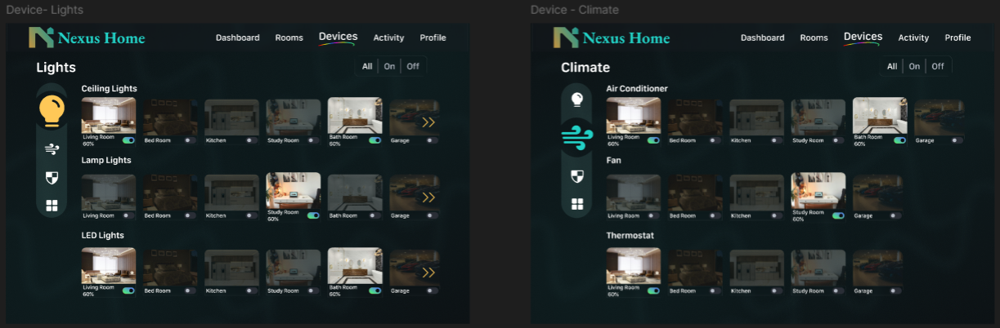 Device- Lights
Nexus Home
Dashboard Rooms Devices Activity Profile
Lights
All On Off
Ceiling Lights
Living Room
60%
Bed Room
Kitchen
Study Room
Bath Room
60%
Garage
Lamp Lights
Living Room
Bed Room
Kitchen
Study Room
60%
Bath Room
Garage
LED Lights
Living Room
60%
Bed Room
Kitchen
Study Room
Bath Room
60%
Garage
Device - Climate
Nexus Home
Dashboard Rooms Devices Activity Profile
Climate
All On Off
Air Conditioner
Living Room
60%
Bed Room
Kitchen
Study Room
Bath Room
60%
Garage
Fan
Living Room
Bed Room
Kitchen
Study Room
60%
Garage
Thermostat
Living Room
60%
Bed Room
Kitchen
Study Room
Garage